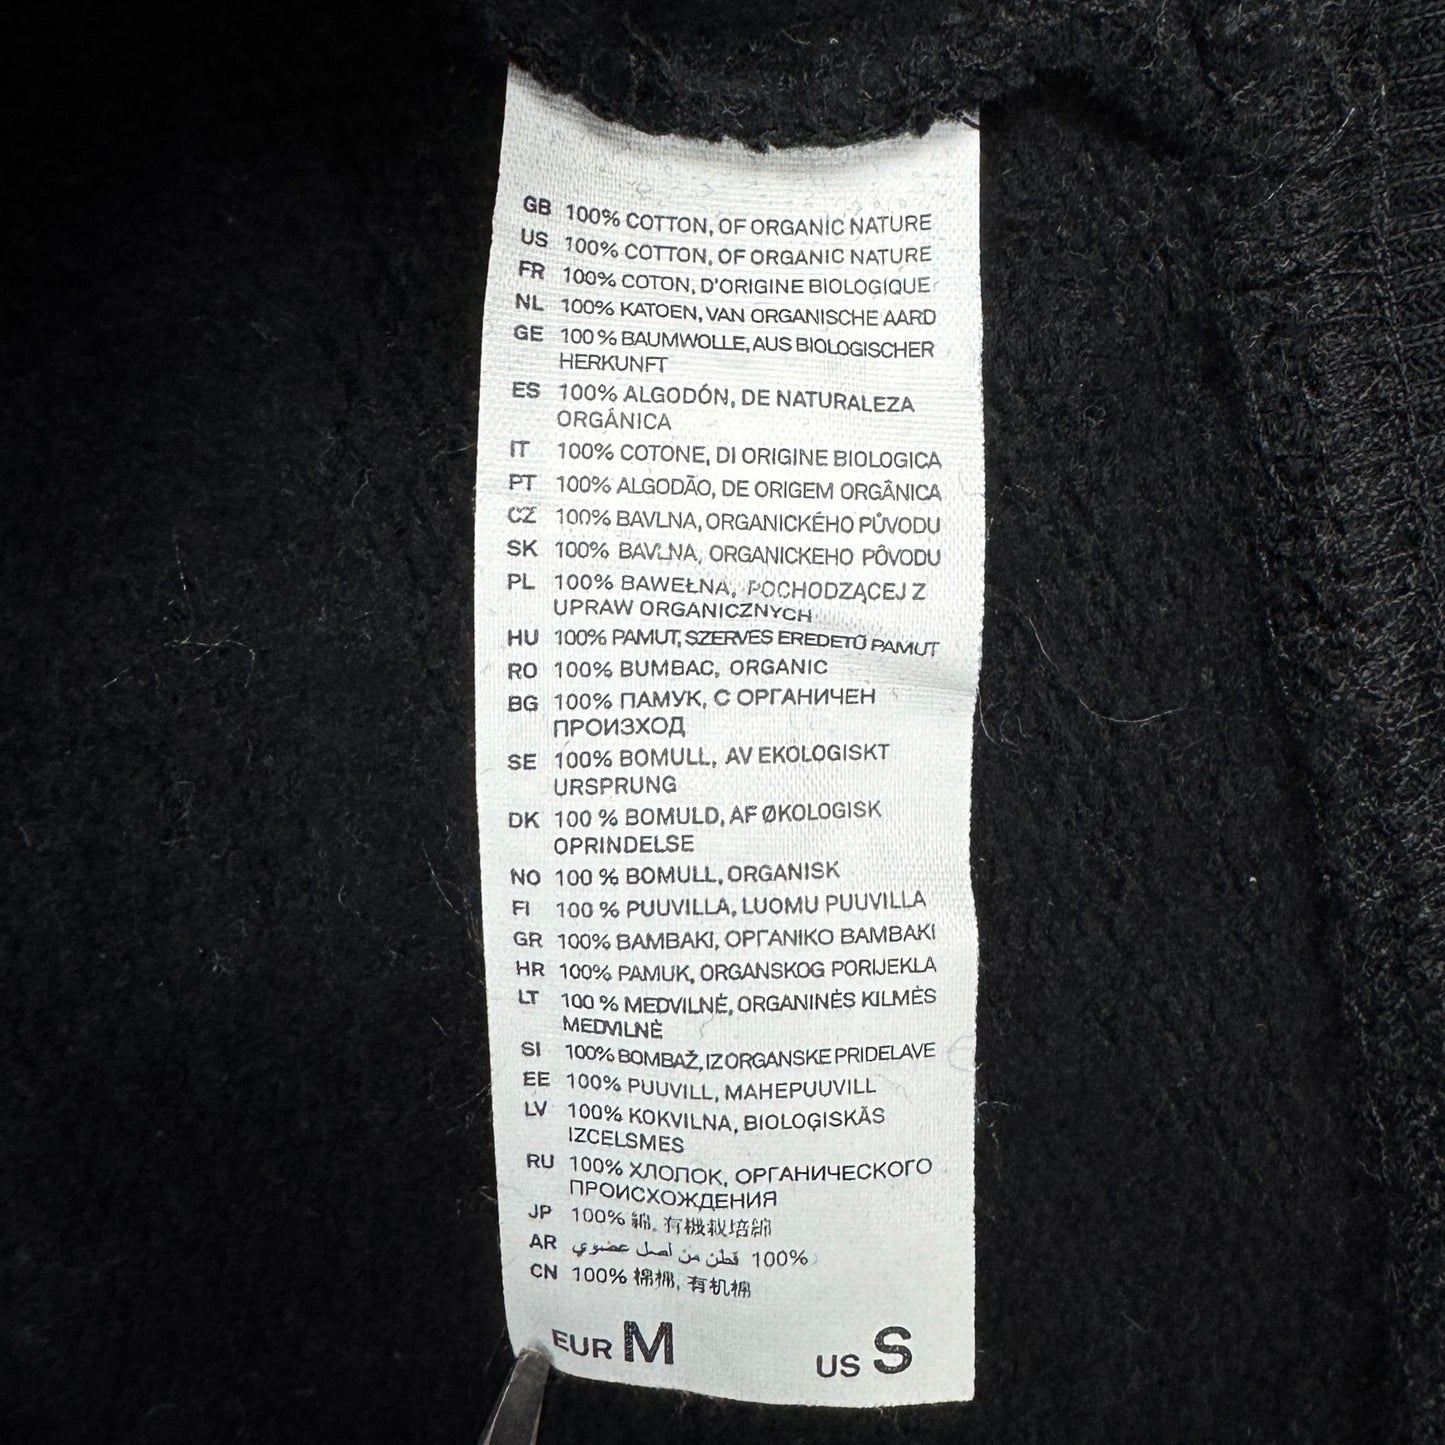 GB 100% COTTON, OF ORGANIC NATURE
US 100% COTTON, OF ORGANIC NATURE
FR 100% COTON, D'ORIGINE BIOLOGIQUE
NL 100% KATOEN, VAN ORGANISCHE AARD
GE 100 % BAUMWOLLE, AUS BIOLOGISCHER
HERKUNFT
ES 100% ALGODÓN, DE NATURALEZA
ORGÁNICA
IT 100% COTONE, DI ORIGINE BIOLOGICA
PT 100% ALGODÃO, DE ORIGEM ORGÂNICA
CZ 100% BAVLNA, ORGANICKÉHO PŮVODU
SK 100% BAVLNA, ORGANICKEHO PÔVODU
PL 100% BAWEŁNA, POCHODZĄCEJ Z
UPRAW ORGANICZNYCH
HU 100% PAMUT, SZERVES EREDETŰ PAMUT
RO 100% BUMBAC, ORGANIC
BG 100% ПАМУК, С ОРГАНИЧЕН
ПРОИЗХОД
SE 100% BOMULL, AV EKOLOGISKT
URSPRUNG
DK 100 % BOMULD, AF ØKOLOGISK
OPRINDELSE
NO 100 % BOMULL, ORGANISK
FI 100 % PUUVILLA, LUOMU PUUVILLA
GR 100% ΒΑΜΒΑΚΙ, ΟΡΓΑΝΙΚΟ ΒΑΜΒΑΚΙ
HR 100% PAMUK, ORGANSKOG PORIJEKLA
LT 100 % MEDVILNĖ, ORGANINĖS KILMĖS
MEDVILNĖ
SI 100% BOMBAŽ, IZ ORGANSKE PRIDELAVE
EE 100% PUUVILL, MAHEPUUVILL
LV 100% KOKVILNA, BIOLOĢISKĀS
IZCELSMES
RU 100% ХЛОПОК, ОРГАНИЧЕСКОГО
ПРОИСХОЖДЕНИЯ
JP 100% 綿, 有機栽培綿
AR 100% قطن من أصل عضوي
CN 100% 棉棉, 有机棉
EUR M US S